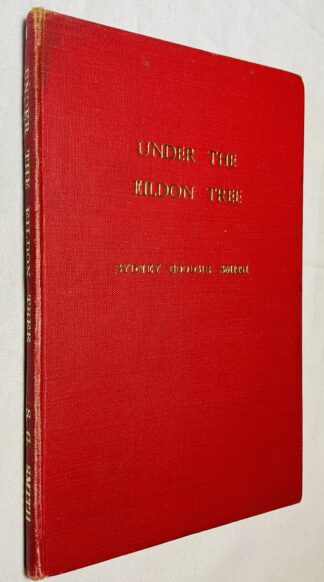 UNDER THE
EILDON TREE
SYDNEY GOODSIR SMITH
UNDER THE EILDON TREE S. G. SMITH